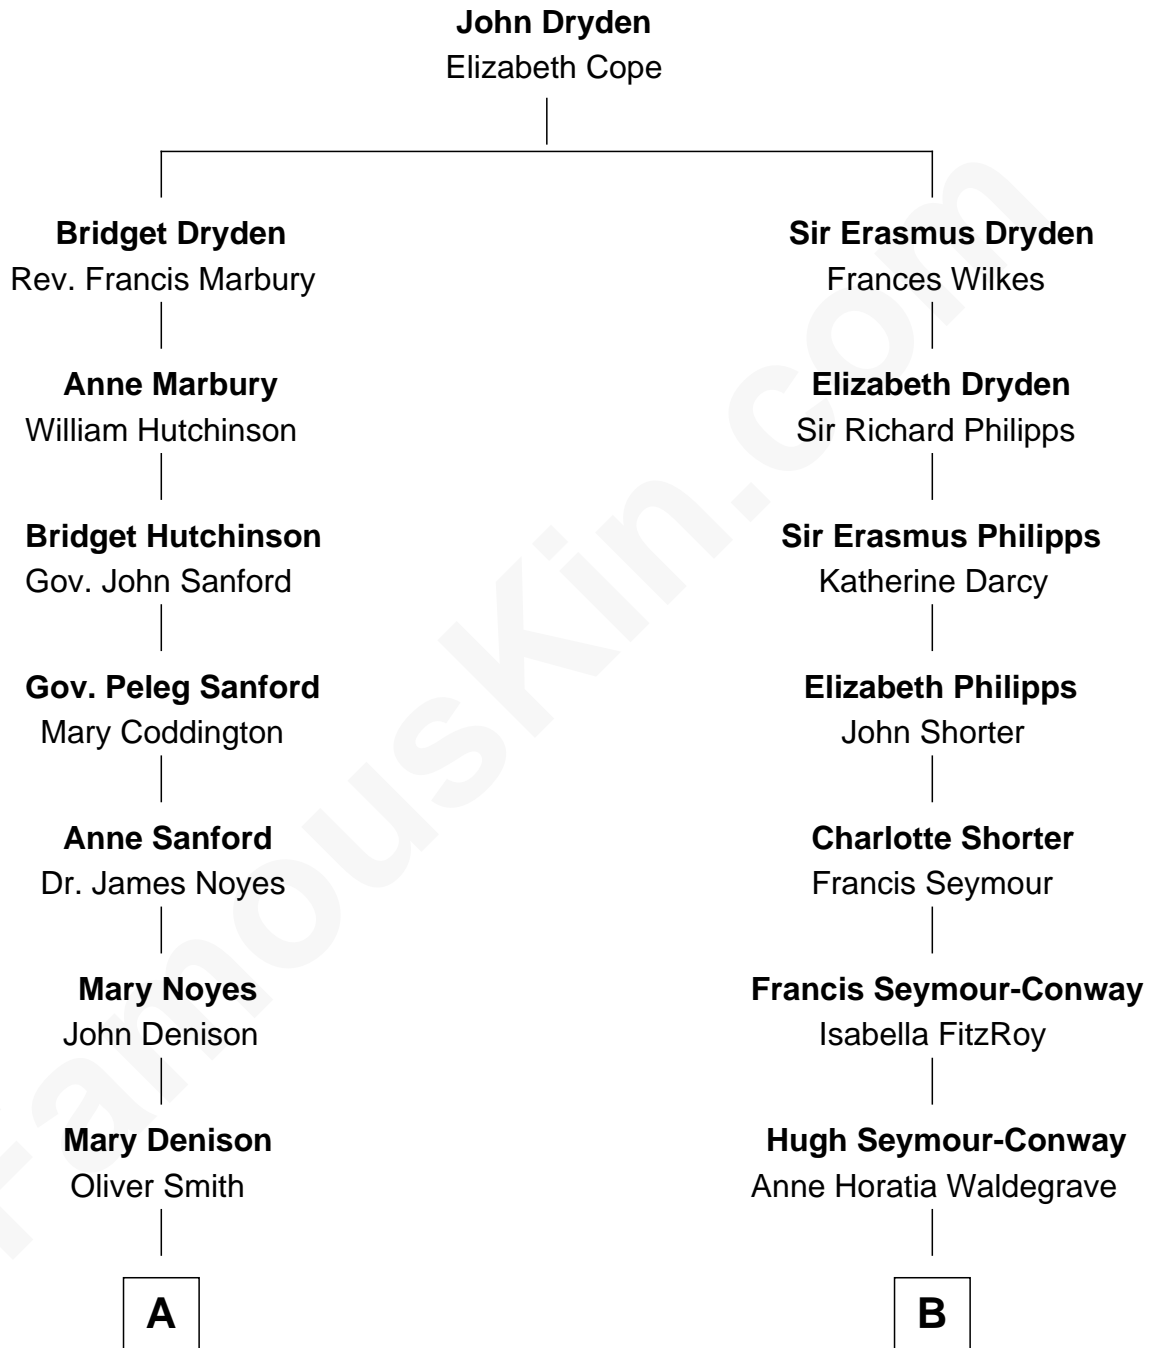 John Dryden
Elizabeth Cope
Bridget Dryden
Rev. Francis Marbury
Sir Erasmus Dryden
Frances Wilkes
Anne Marbury
William Hutchinson
Elizabeth Dryden
Sir Richard Philipps
Bridget Hutchinson
Gov. John Sanford
Sir Erasmus Philipps
Katherine Darcy
Gov. Peleg Sanford
Mary Coddington
Elizabeth Philipps
John Shorter
Anne Sanford
Dr. James Noyes
Charlotte Shorter
Francis Seymour
Mary Noyes
John Denison
Francis Seymour-Conway
Isabella FitzRoy
Mary Denison
Oliver Smith
Hugh Seymour-Conway
Anne Horatia Waldegrave
A
B
FamousKin.com